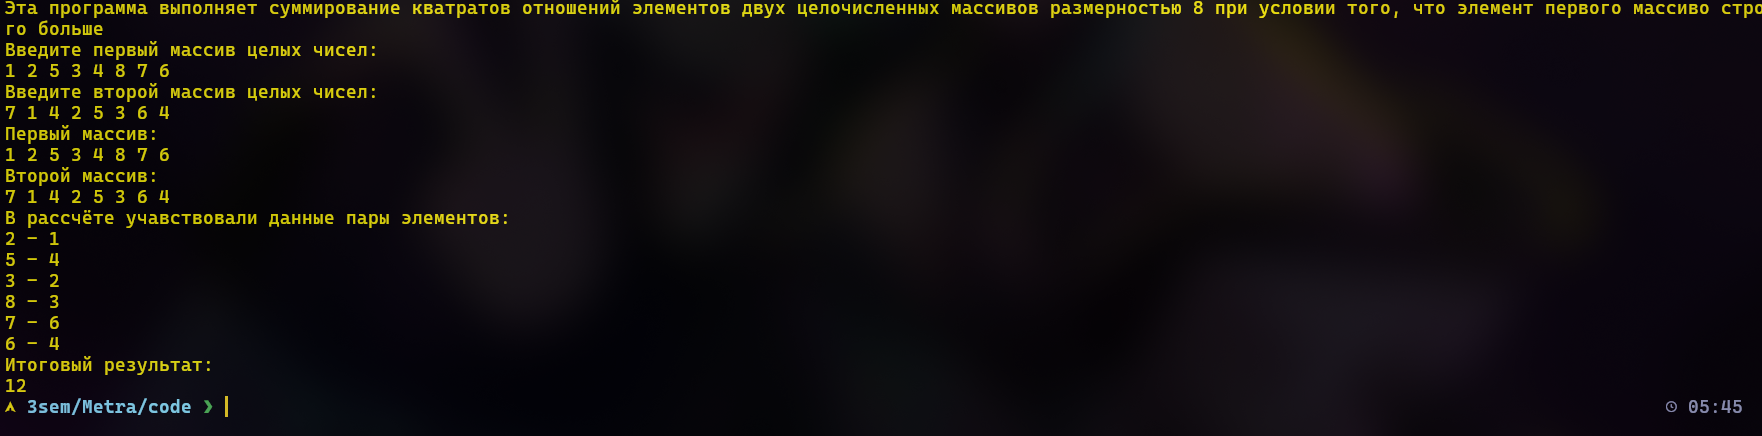 Эта программа выполняет суммирование кватратов отношений элементов двух целочисленных массивов размерностью 8 при условии того, что элемент первого массиво стро
го больше
Введите первый массив целых чисел:
1 2 5 3 4 8 7 6
Введите второй массив целых чисел:
7 1 4 2 5 3 6 4
Первый массив:
1 2 5 3 4 8 7 6
Второй массив:
7 1 4 2 5 3 6 4
В рассчёте учавствовали данные пары элементов:
2 - 1
5 - 4
3 - 2
8 - 3
7 - 6
6 - 4
Итоговый результат:
12
3sem/Metra/code ❯ 05:45